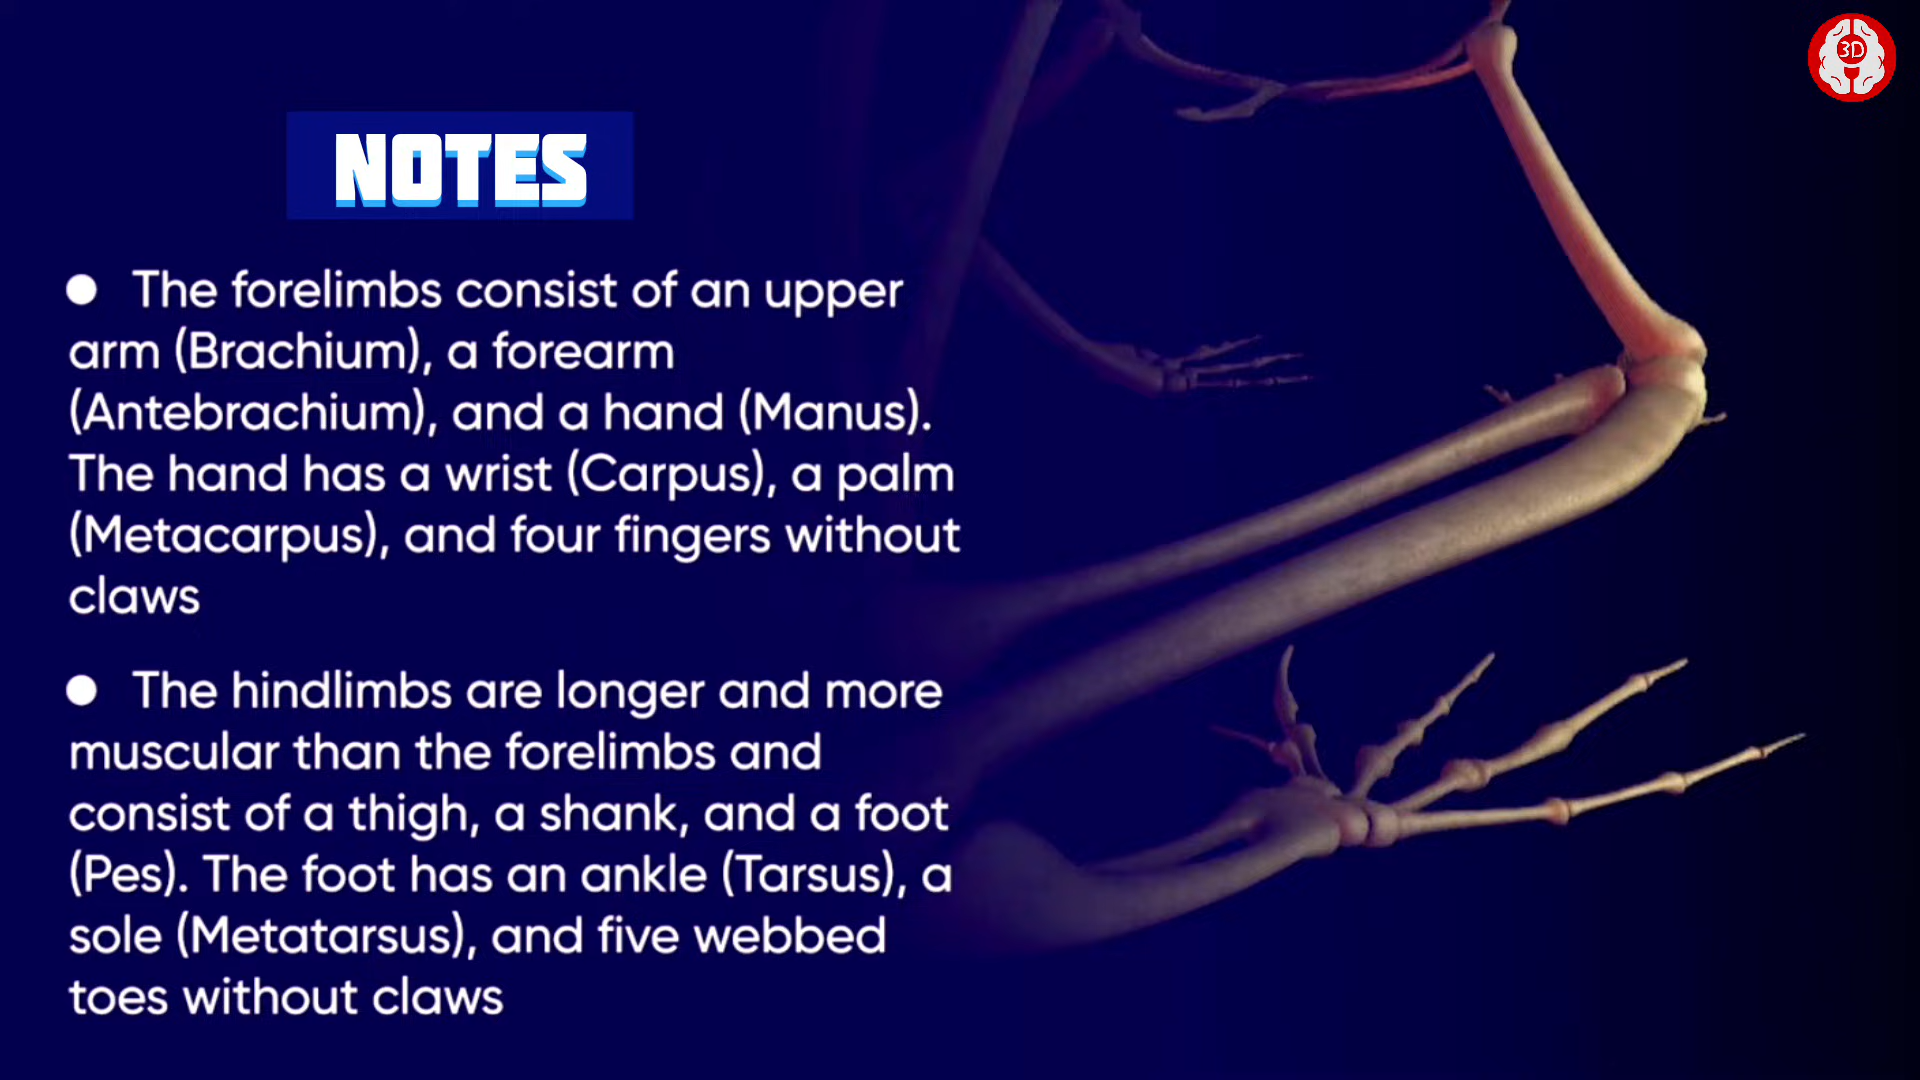 3D
NOTES
● The forelimbs consist of an upper
arm (Brachium), a forearm
(Antebrachium), and a hand (Manus).
The hand has a wrist (Carpus), a palm
(Metacarpus), and four fingers without
claws
● The hindlimbs are longer and more
muscular than the forelimbs and
consist of a thigh, a shank, and a foot
(Pes). The foot has an ankle (Tarsus), a
sole (Metatarsus), and five webbed
toes without claws